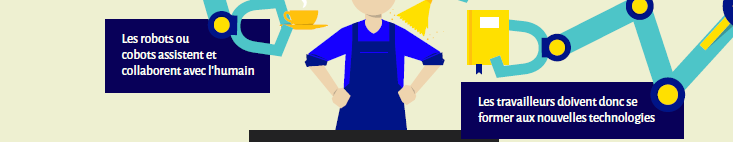 Les robots ou
cobots assistent et
collaborent avec l'humain
Les travailleurs doivent donc se
former aux nouvelles technologies